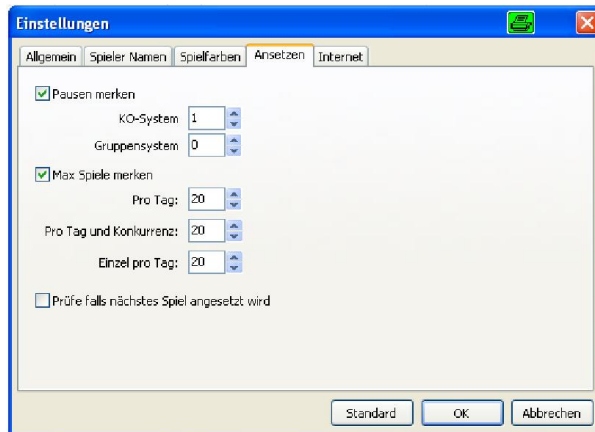 Einstellungen
Allgemein Spieler Namen Spielfarben Ansetzen Internet
Pausen merken
KO-System 1
Gruppensystem 0
Max Spiele merken
Pro Tag: 20
Pro Tag und Konkurrenz: 20
Einzel pro Tag: 20
Prüfe falls nächstes Spiel angesetzt wird
Standard OK Abbrechen